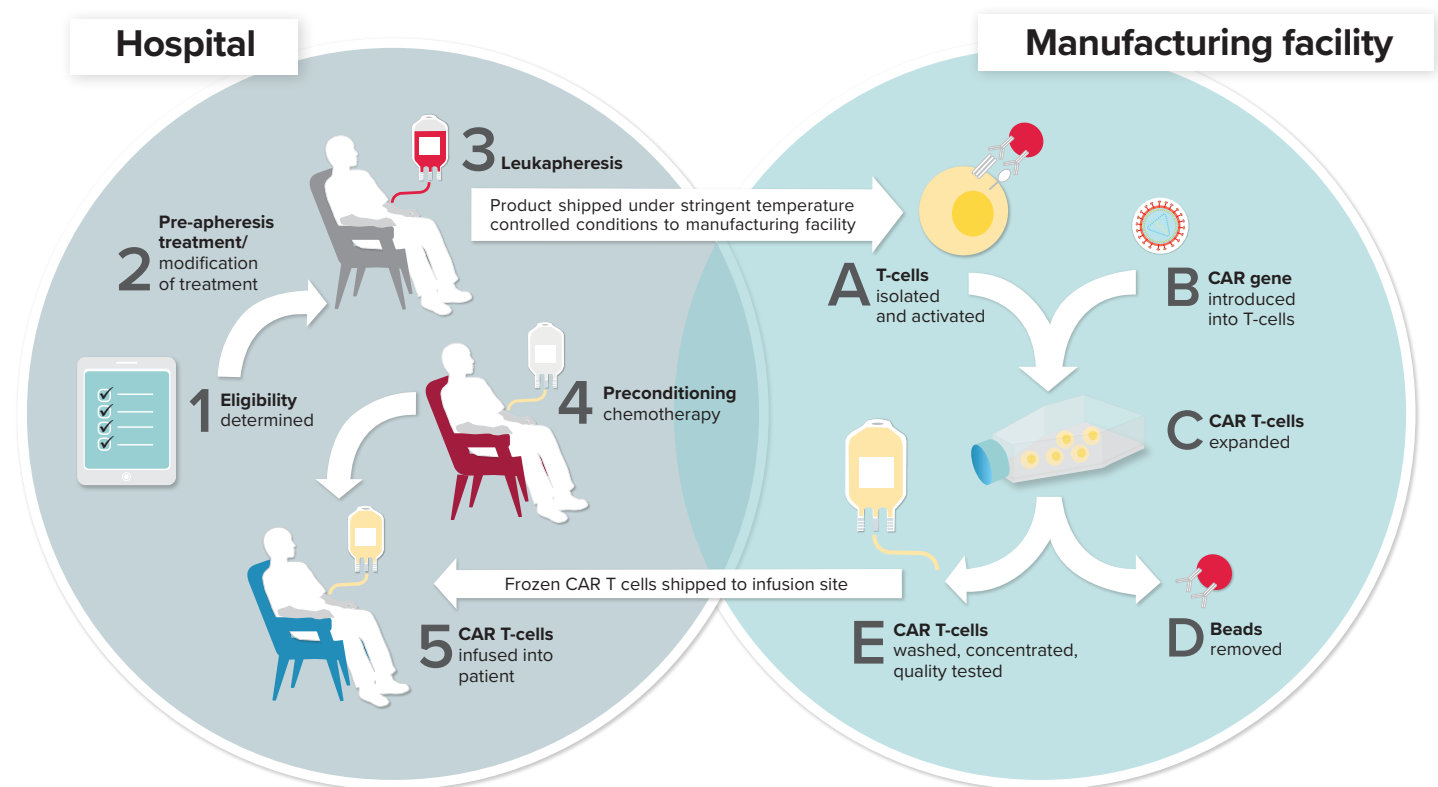 Hospital
Manufacturing facility
1 Eligibility
determined
2 Pre-apheresis
treatment/
modification
of treatment
3 Leukapheresis
Product shipped under stringent temperature
controlled conditions to manufacturing facility
A T-cells
isolated
and activated
B CAR gene
introduced
into T-cells
C CAR T-cells
expanded
D Beads
removed
E CAR T-cells
washed, concentrated,
quality tested
Frozen CAR T cells shipped to infusion site
4 Preconditioning
chemotherapy
5 CAR T-cells
infused into
patient